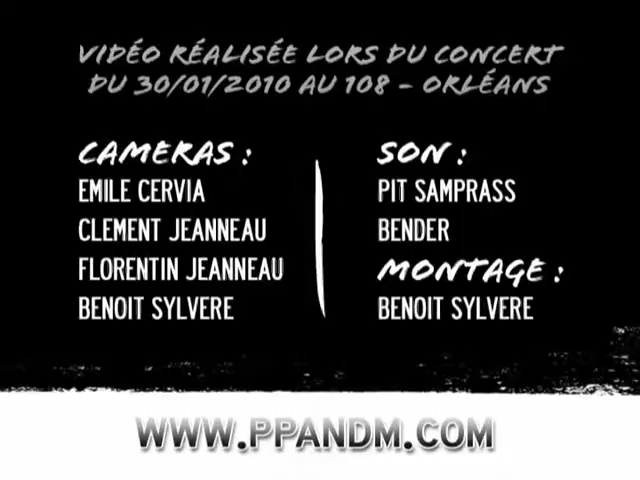 VIDÉO RÉALISÉE LORS DU CONCERT
DU 30/01/2010 AU 108 - ORLÉANS
CAMERAS :
EMILE CERVIA
CLEMENT JEANNEAU
FLORENTIN JEANNEAU
BENOIT SYLVERE
SON :
PIT SAMPRASS
BENDER
MONTAGE :
BENOIT SYLVERE
WWW.PPANDM.COM